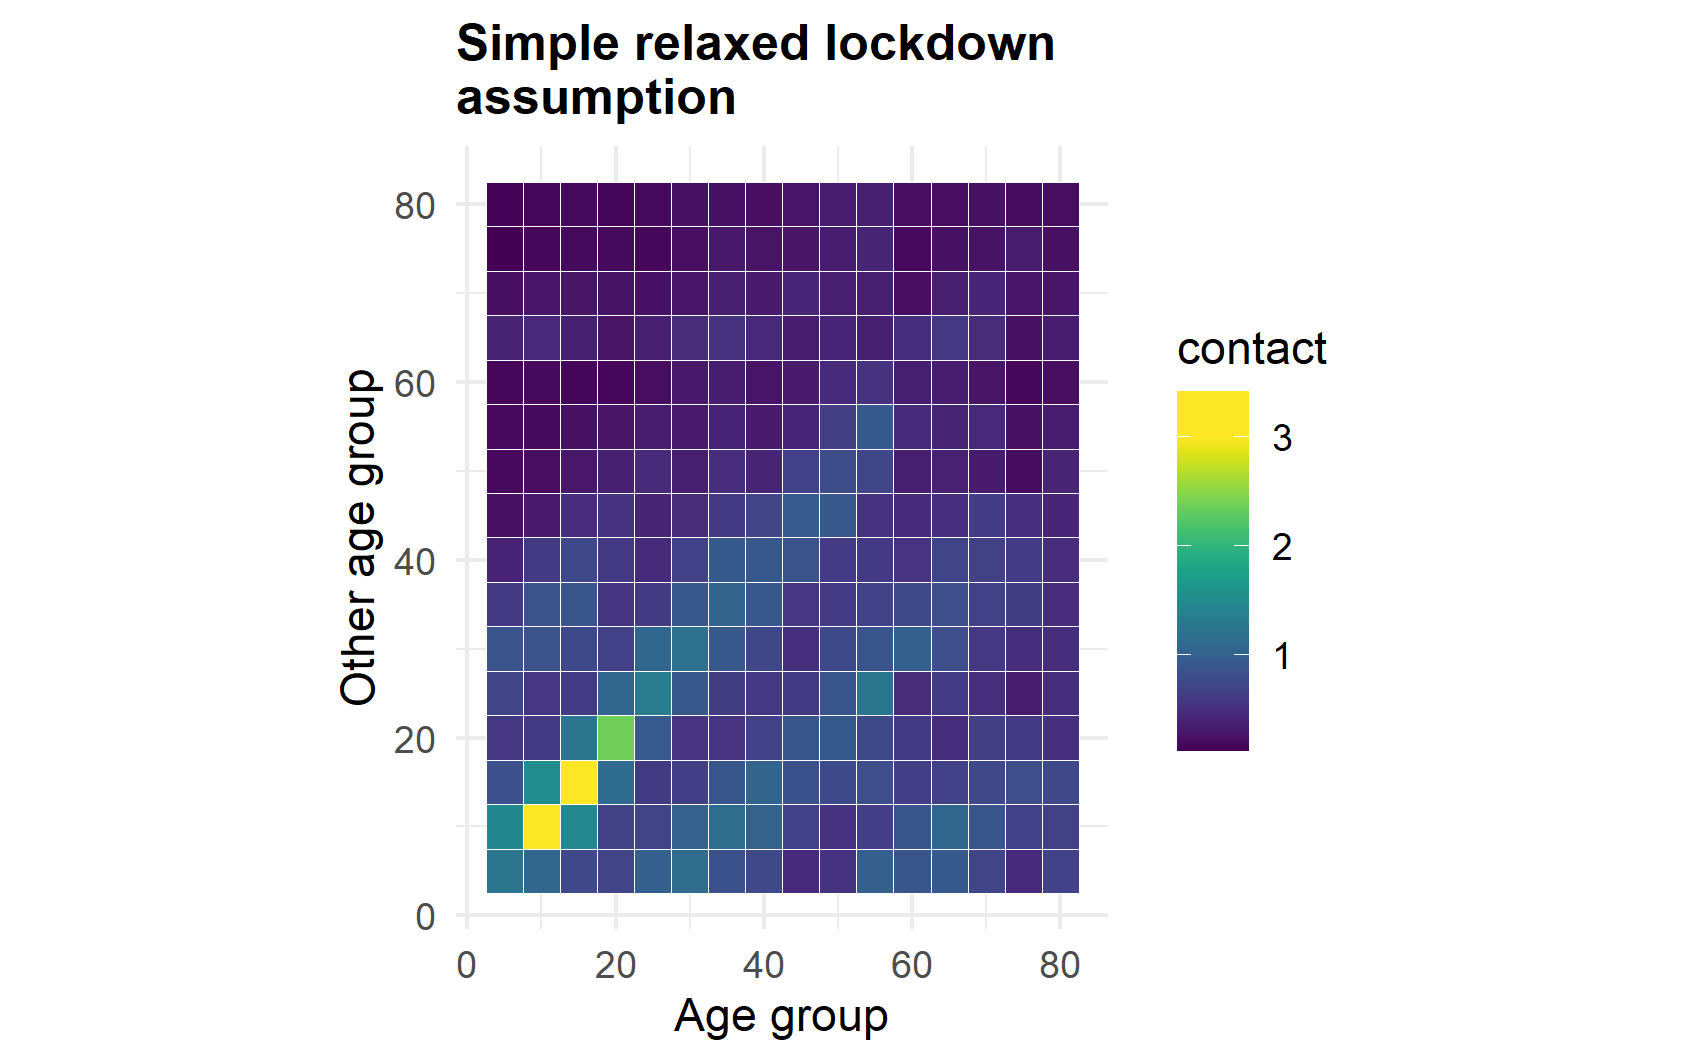 Simple relaxed lockdown
assumption
Other age group
80
60
40
20
0
0 20 40 60 80
Age group
contact
3
2
1